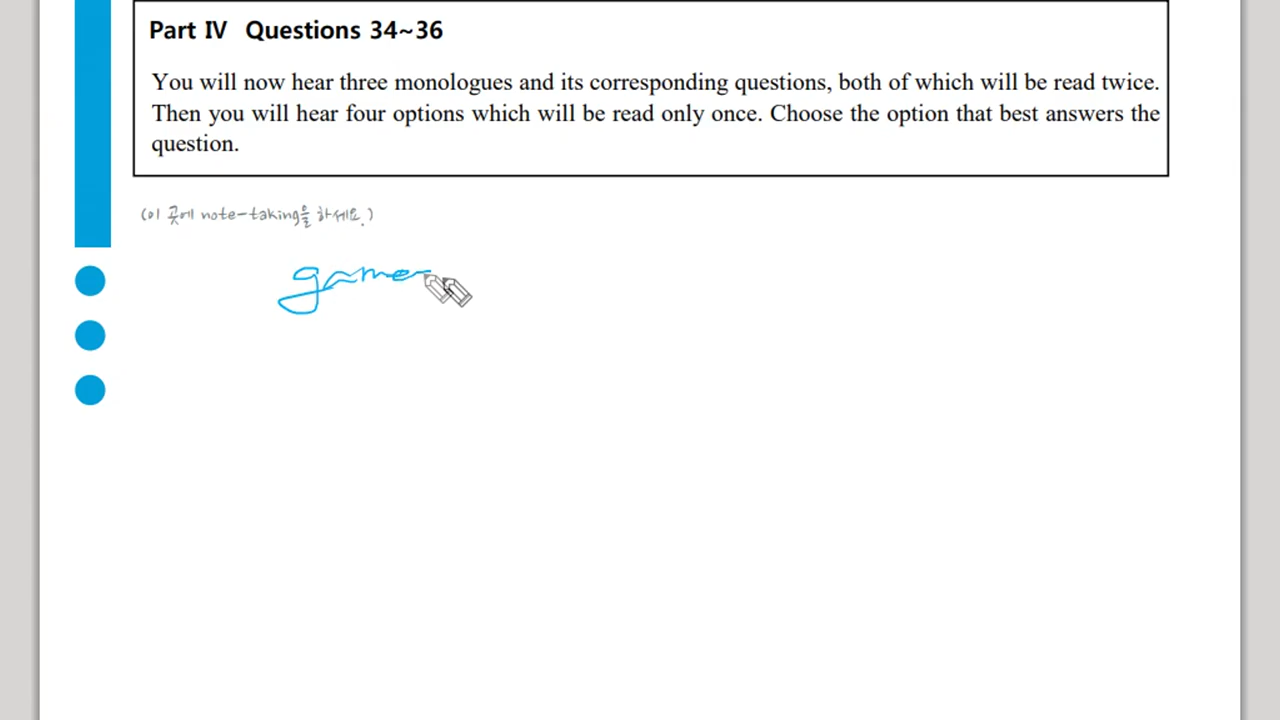 Part Ⅳ Questions 34~36
You will now hear three monologues and its corresponding questions, both of which will be read twice.
Then you will hear four options which will be read only once. Choose the option that best answers the
question.
(이 곳에 note-taking을 하세요.)
game